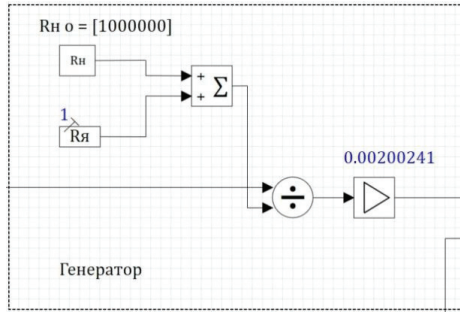 Rн о = [1000000]
Rн
+
+ Σ
1
Rя
÷
0.00200241
Генератор